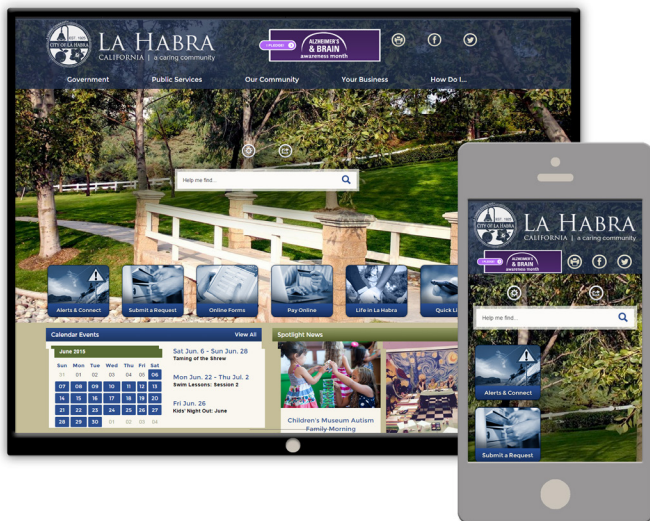 EST. 1925
CITY OF LA HABRA
LA HABRA
CALIFORNIA | a caring community
I PLEDGE!
ALZHEIMER'S
& BRAIN
awareness month
Government
Public Services
Our Community
Your Business
How Do I...
Help me find...
Alerts & Connect
Submit a Request
Online Forms
Pay Online
Life in La Habra
Quick Li
Calendar Events
View All
June 2015
Sun Mon Tue Wed Thu Fri Sat
31 01 02 03 04 05 06
07 08 09 10 11 12 13
14 15 16 17 18 19 20
21 22 23 24 25 26 27
28 29 30 01 02 03 04
Sat Jun. 6 - Sun Jun. 28
Taming of the Shrew
Mon Jun. 22 - Thu Jul. 2
Swim Lessons: Session 2
Fri Jun. 26
Kids' Night Out: June
Spotlight News
Children's Museum Autism
Family Morning
CITY OF LA HABRA
LA HABRA
CALIFORNIA | a caring community
ALZHEIMER'S
& BRAIN
awareness month
Help me find...
Alerts & Connect
Submit a Request